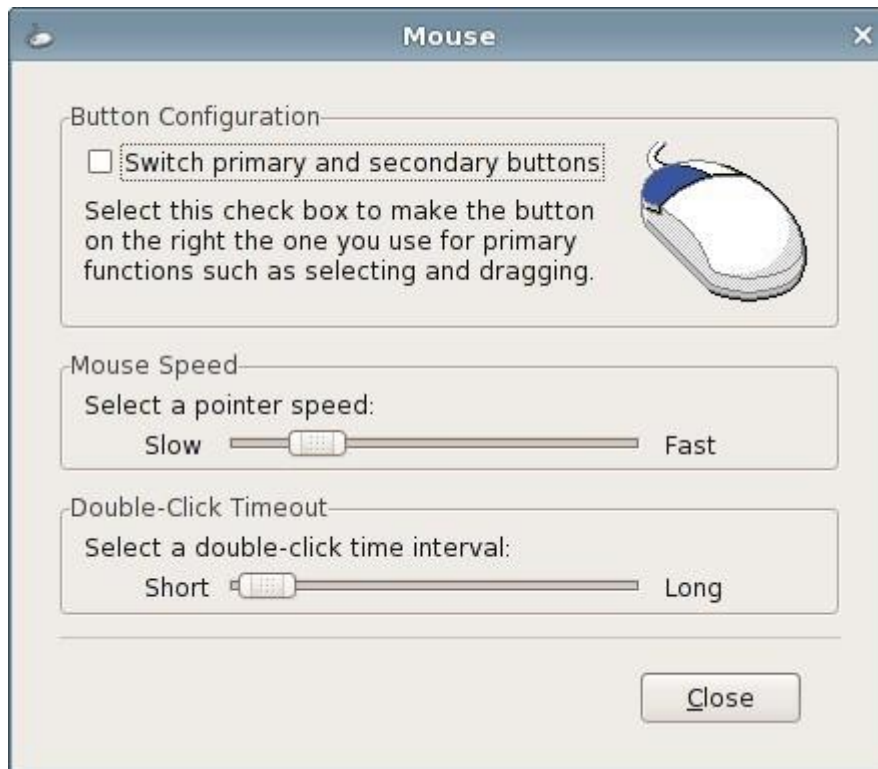 Mouse
Button Configuration
Switch primary and secondary buttons
Select this check box to make the button
on the right the one you use for primary
functions such as selecting and dragging.
Mouse Speed
Select a pointer speed:
Slow Fast
Double-Click Timeout
Select a double-click time interval:
Short Long
Close